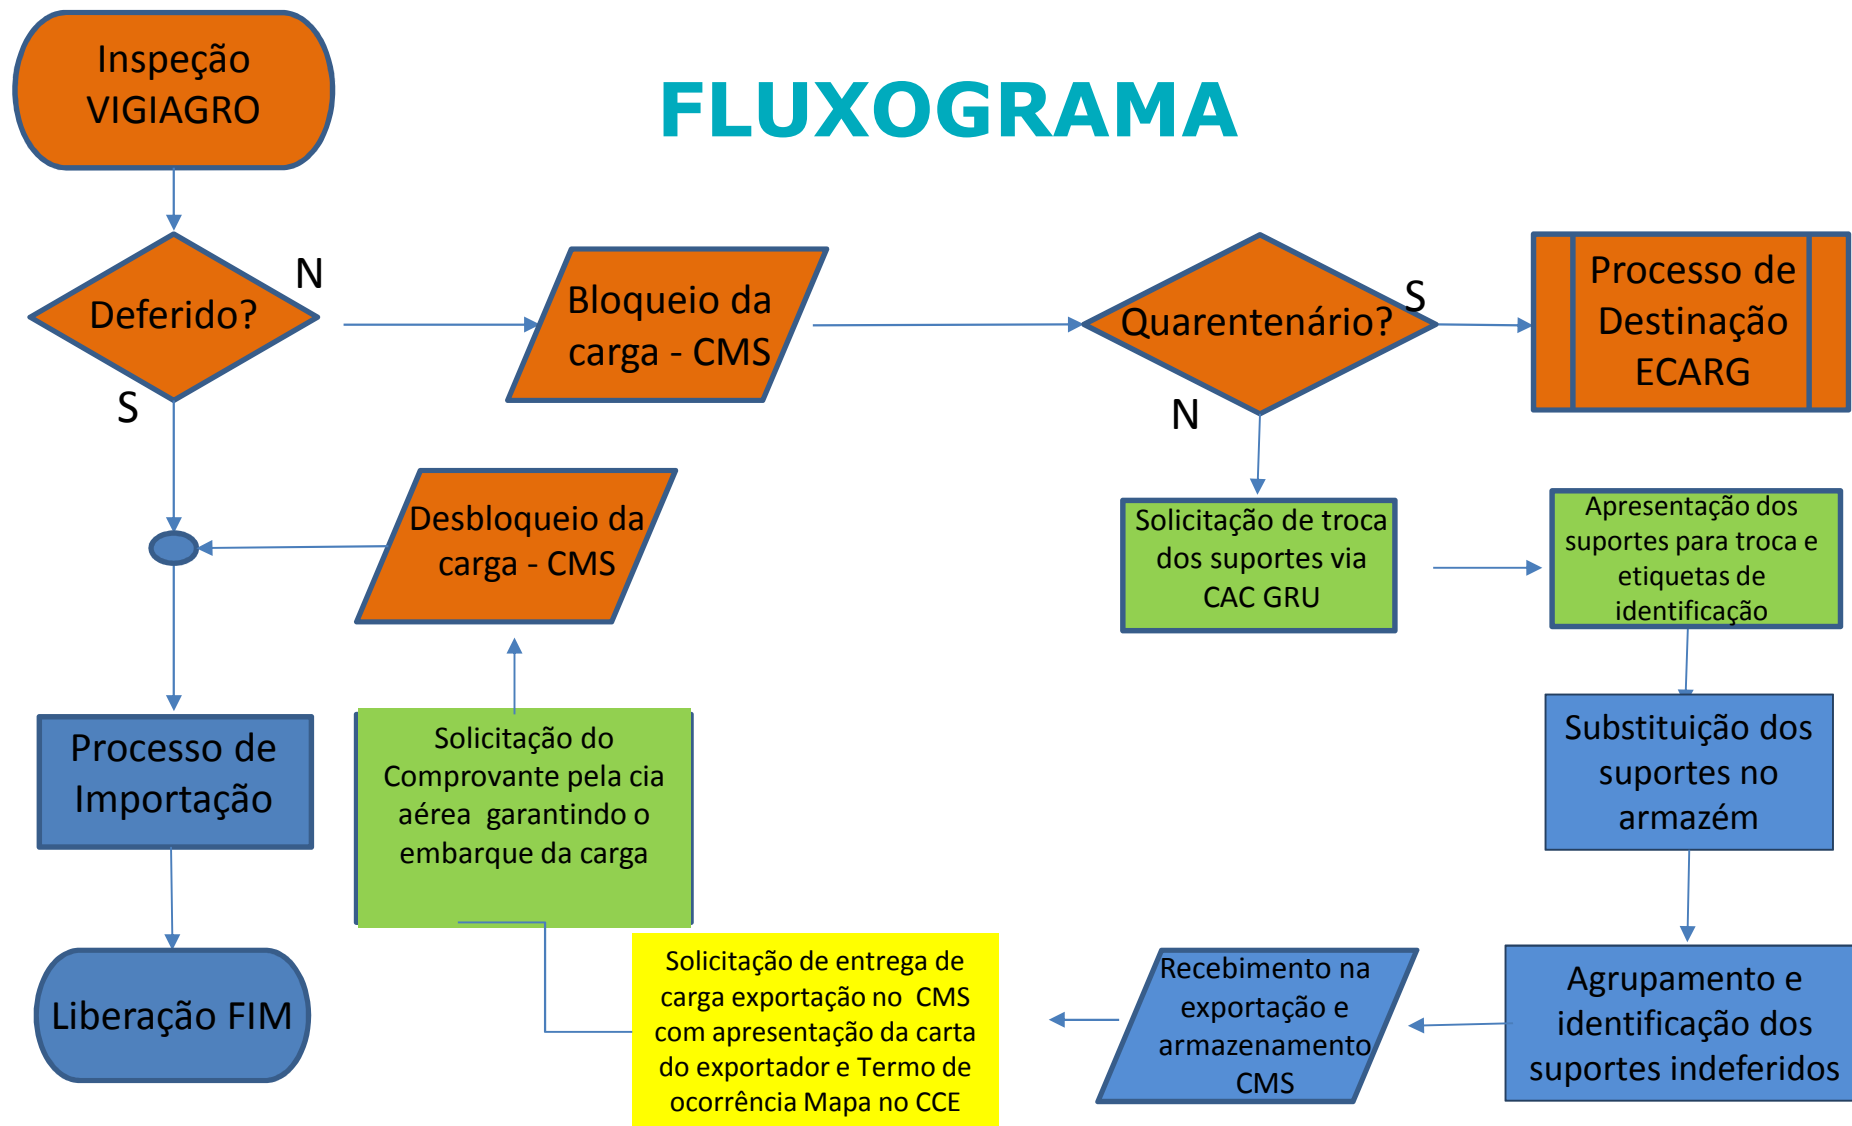 FLUXOGRAMA
Inspeção
VIGIAGRO
Deferido?
N
S
Bloqueio da
carga - CMS
Quarentenário?
S
N
Processo de
Destinação
ECARG
Desbloqueio da
carga - CMS
Solicitação de troca
dos suportes via
CAC GRU
Apresentação dos
suportes para troca e
etiquetas de
identificação
Processo de
Importação
Solicitação do
Comprovante pela cia
aérea  garantindo o
embarque da carga
Substituição dos
suportes no
armazém
Liberação FIM
Solicitação de entrega de
carga exportação no  CMS
com apresentação da carta
do exportador e Termo de
ocorrência Mapa no CCE
Recebimento na
exportação e
armazenamento
CMS
Agrupamento e
identificação dos
suportes indeferidos